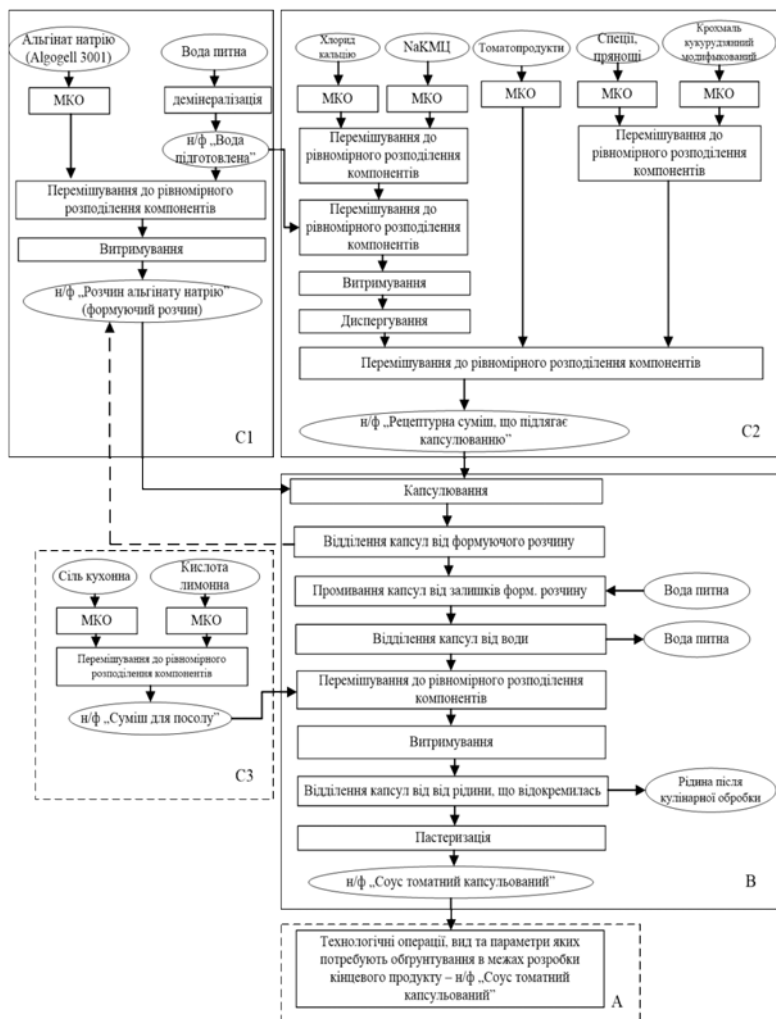 Альгінат натрію
(Algogell 3001)
МКО
Вода питна
демінералізація
н/ф „Вода
підготовлена”
Перемішування до рівномірного
розподілення компонентів
Витримування
н/ф „Розчин альгінату натрію”
(формуючий розчин)
С1
Хлорид
кальцію
NaКМЦ
Томатопродукти
Спеції,
прянощі
Крохмаль
кукурудзянний
модифмкований
МКО
МКО
МКО
МКО
МКО
Перемішування до
рівномірного розподілення
компонентів
Перемішування до
рівномірного розподілення
компонентів
Перемішування до
рівномірного розподілення
компонентів
Витримування
Диспергування
Перемішування до рівномірного розподілення компонентів
н/ф „Рецептурна суміш, що підлягає
капсулюванню”
С2
Капсулювання
Відділення капсул від формуючого розчину
Промивання капсул від залишків форм. розчину
Вода питна
Відділення капсул від води
Вода питна
Перемішування до рівномірного розподілення
компонентів
Витримування
Відділення капсул від від рідини, що відокремилась
Рідина після
кулінарної обробки
Пастеризація
н/ф „Соус томатний капсульований”
В
Сіль кухонна
Кислота
лимонна
МКО
МКО
Перемішування до рівномірного
розподілення компонентів
н/ф „Суміш для посолу”
С3
Технологічні операції, вид та параметри яких
потребують обґрунтування в межах розробки
кінцевого продукту – н/ф „Соус томатний
капсульований”
А